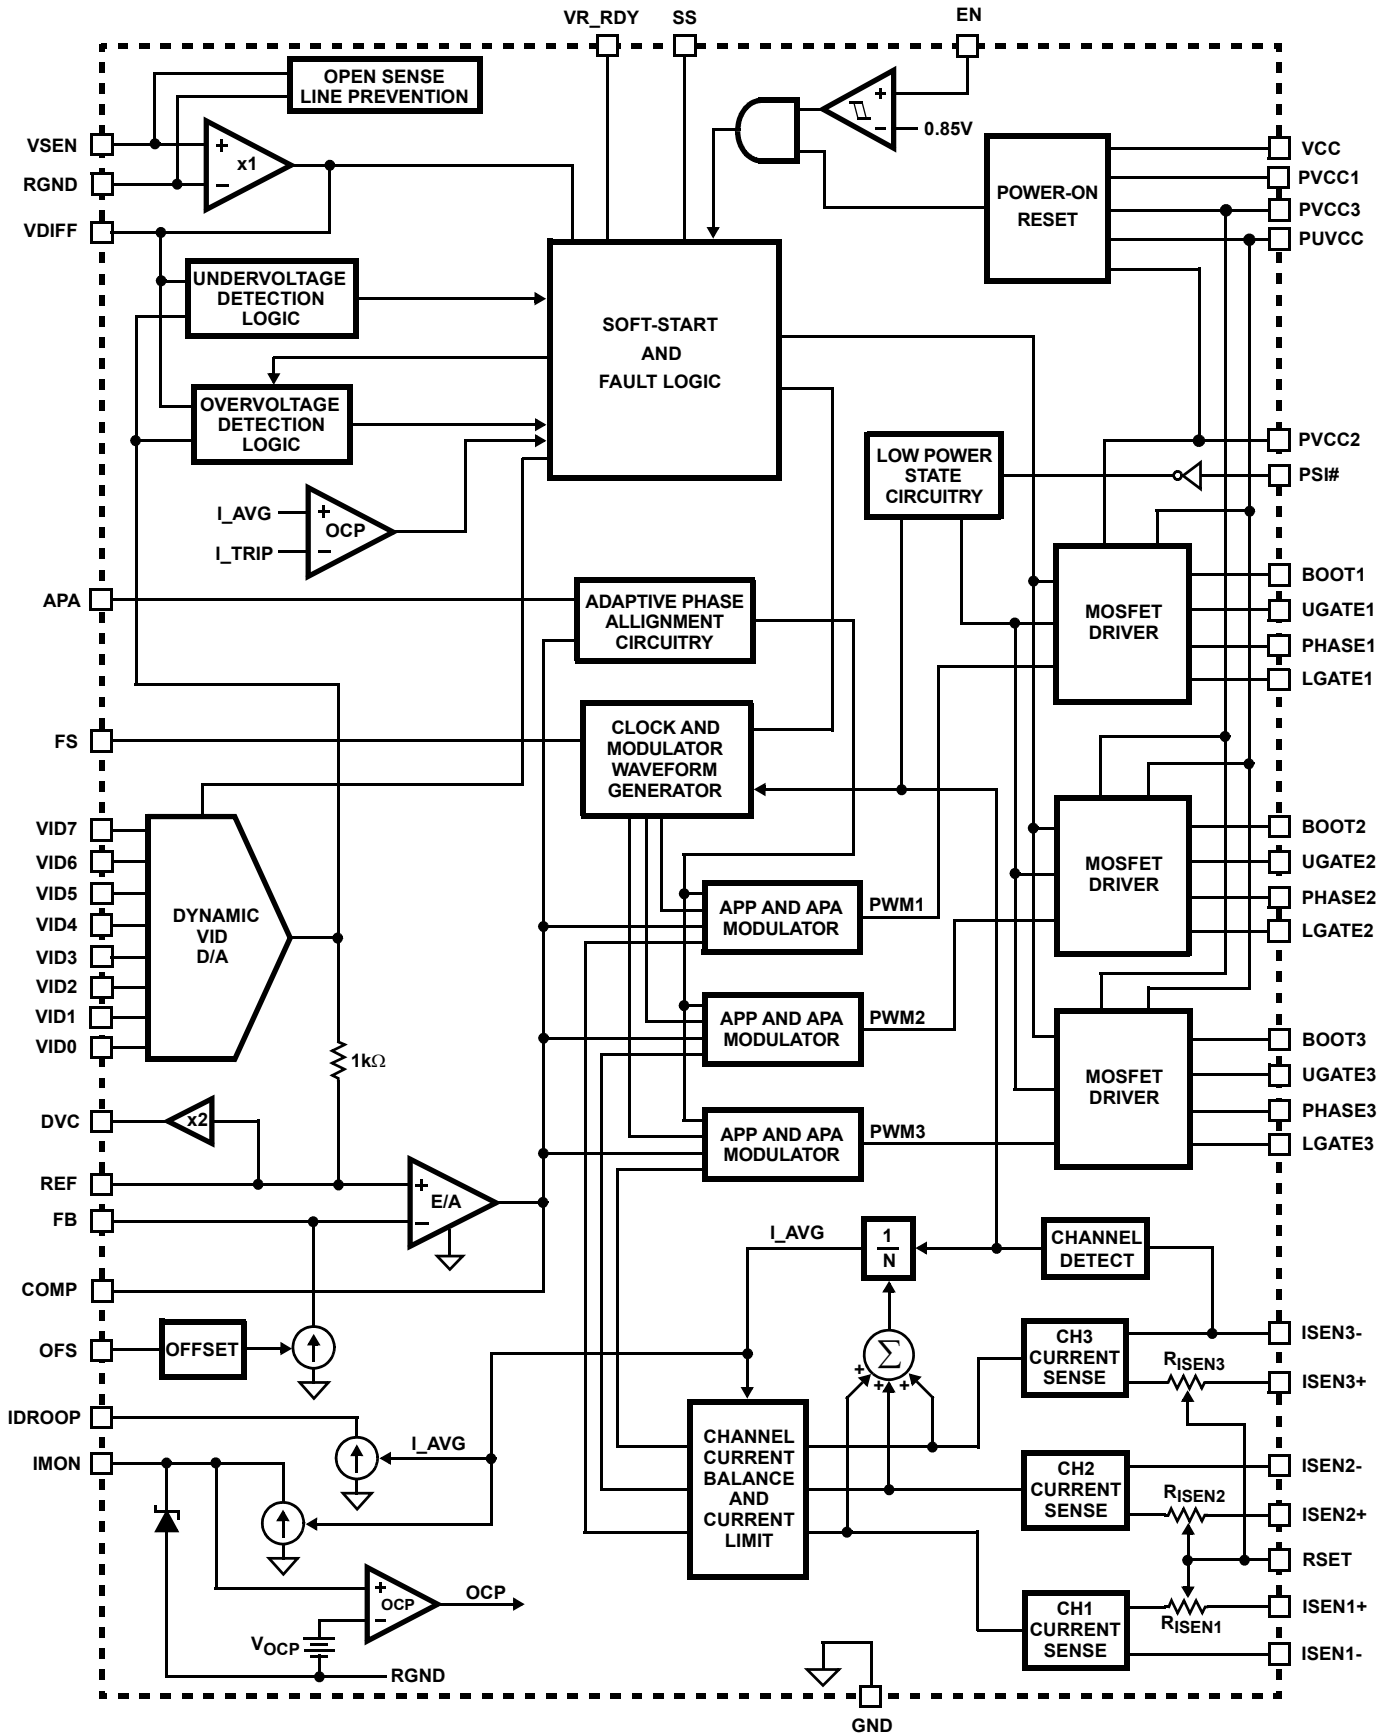 VR_RDY
SS
EN
OPEN SENSE
LINE PREVENTION
VSEN
+
x1
−
RGND
VDIFF
+
−
0.85V
POWER-ON
RESET
VCC
PVCC1
PVCC3
PUVCC
UNDERVOLTAGE
DETECTION
LOGIC
SOFT-START
AND
FAULT LOGIC
OVERVOLTAGE
DETECTION
LOGIC
LOW POWER
STATE
CIRCUITRY
PVCC2
PSI#
I_AVG
+
OCP
−
I_TRIP
APA
ADAPTIVE PHASE
ALLIGNMENT
CIRCUITRY
MOSFET
DRIVER
BOOT1
UGATE1
PHASE1
LGATE1
FS
CLOCK AND
MODULATOR
WAVEFORM
GENERATOR
VID7
VID6
VID5
VID4
VID3
VID2
VID1
VID0
DYNAMIC
VID
D/A
MOSFET
DRIVER
BOOT2
UGATE2
PHASE2
LGATE2
APP AND APA
MODULATOR
PWM1
APP AND APA
MODULATOR
PWM2
1kΩ
MOSFET
DRIVER
BOOT3
UGATE3
PHASE3
LGATE3
DVC
x2
APP AND APA
MODULATOR
PWM3
REF
+
E/A
−
FB
I_AVG
1
N
CHANNEL
DETECT
COMP
OFS
OFFSET
Σ
+
+
+
CH3
CURRENT
SENSE
RISEN3
ISEN3-
ISEN3+
IDROOP
I_AVG
IMON
CHANNEL
CURRENT
BALANCE
AND
CURRENT
LIMIT
CH2
CURRENT
SENSE
RISEN2
ISEN2-
ISEN2+
RSET
+
OCP
−
OCP
VOCP
RGND
CH1
CURRENT
SENSE
RISEN1
ISEN1+
ISEN1-
GND